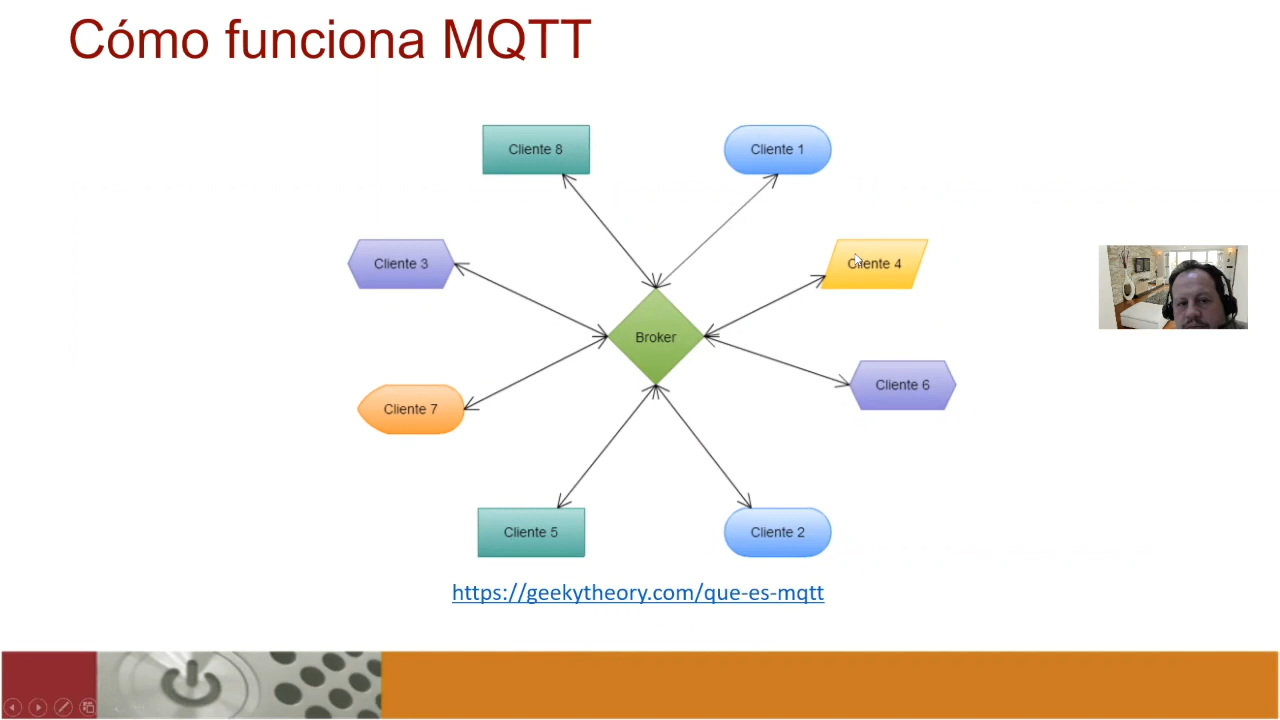 Cómo funciona MQTT
Cliente 8
Cliente 1
Cliente 3
Cliente 4
Broker
Cliente 6
Cliente 7
Cliente 5
Cliente 2
https://geekytheory.com/que-es-mqtt